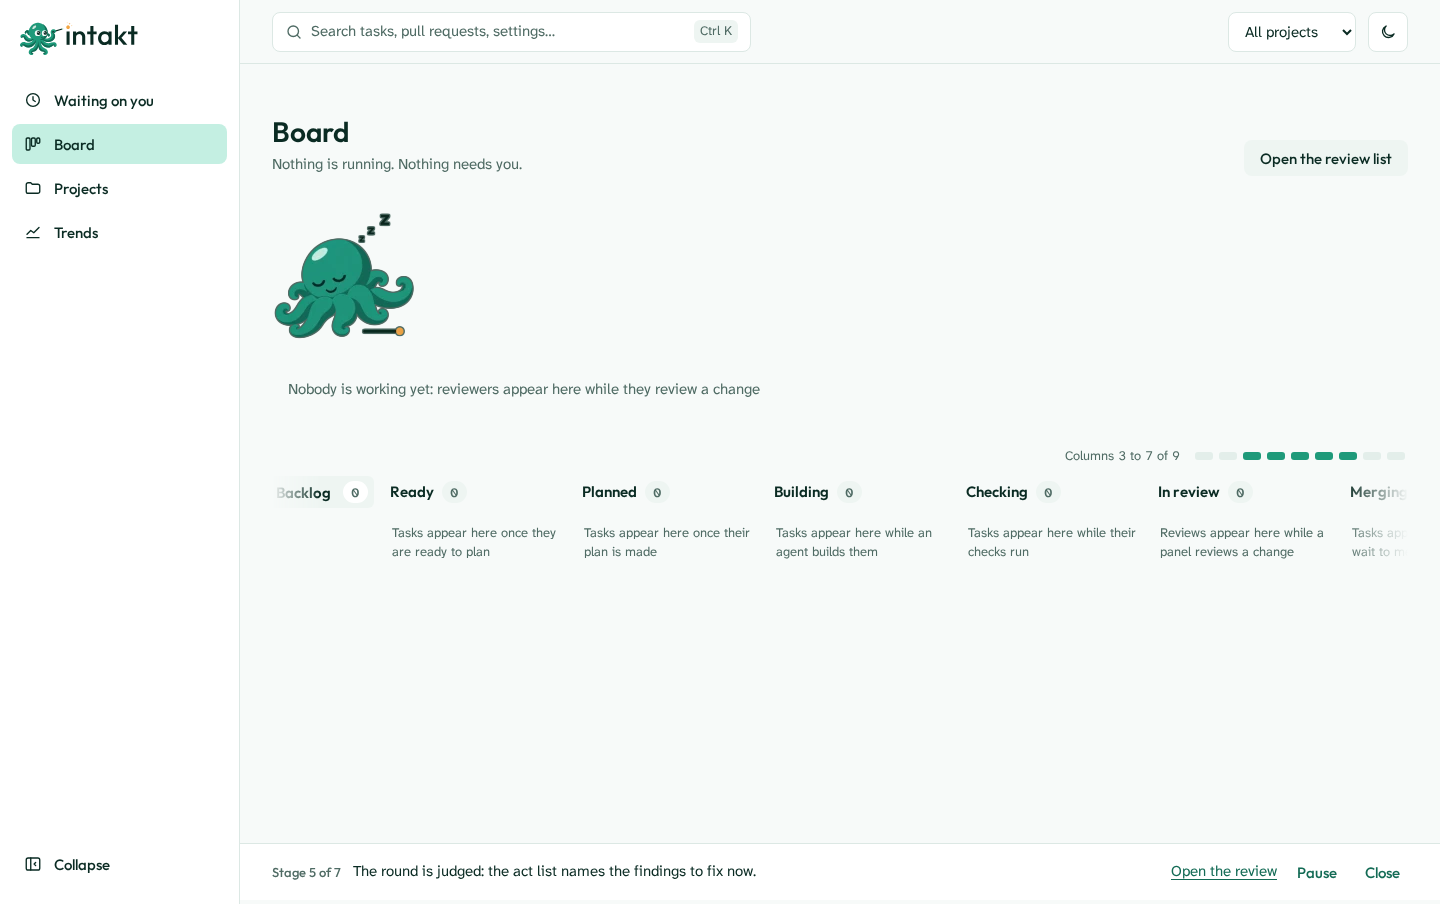 intakt
Search tasks, pull requests, settings...
Ctrl K
All projects
Waiting on you
Board
Projects
Trends
Collapse
Board
Nothing is running. Nothing needs you.
Open the review list
z z z
Nobody is working yet: reviewers appear here while they review a change
Columns 3 to 7 of 9
Backlog 0
Ready 0
Planned 0
Building 0
Checking 0
In review 0
Merging
Tasks appear here once they
are ready to plan
Tasks appear here once their
plan is made
Tasks appear here while an
agent builds them
Tasks appear here while their
checks run
Reviews appear here while a
panel reviews a change
Tasks
wait to
Stage 5 of 7
The round is judged: the act list names the findings to fix now.
Open the review
Pause
Close